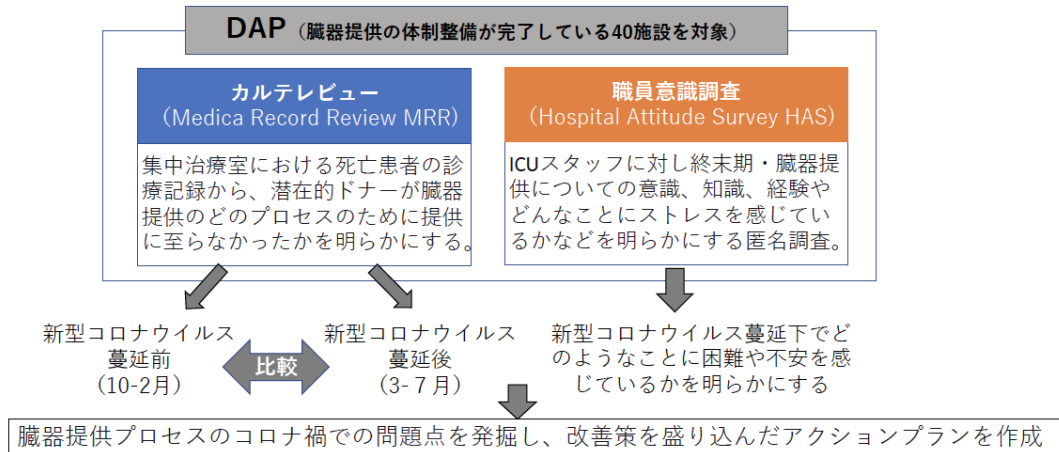 DAP（臓器提供の体制整備が完了している40施設を対象）
カルテレビュー
（Medica Record Review MRR）
集中治療室における死亡患者の診
療記録から、潜在的ドナーが臓器
提供のどのプロセスのために提供
に至らなかったかを明らかにする。
職員意識調査
（Hospital Attitude Survey HAS）
ICUスタッフに対し終末期・臓器提
供についての意識、知識、経験や
どんなことにストレスを感じてい
るかなどを明らかにする匿名調査。
新型コロナウイルス
蔓延前
（10-2月）
比較
新型コロナウイルス
蔓延後
（3-７月）
新型コロナウイルス蔓延下でど
のようなことに困難や不安を感
じているかを明らかにする
臓器提供プロセスのコロナ禍での問題点を発掘し、改善策を盛り込んだアクションプランを作成